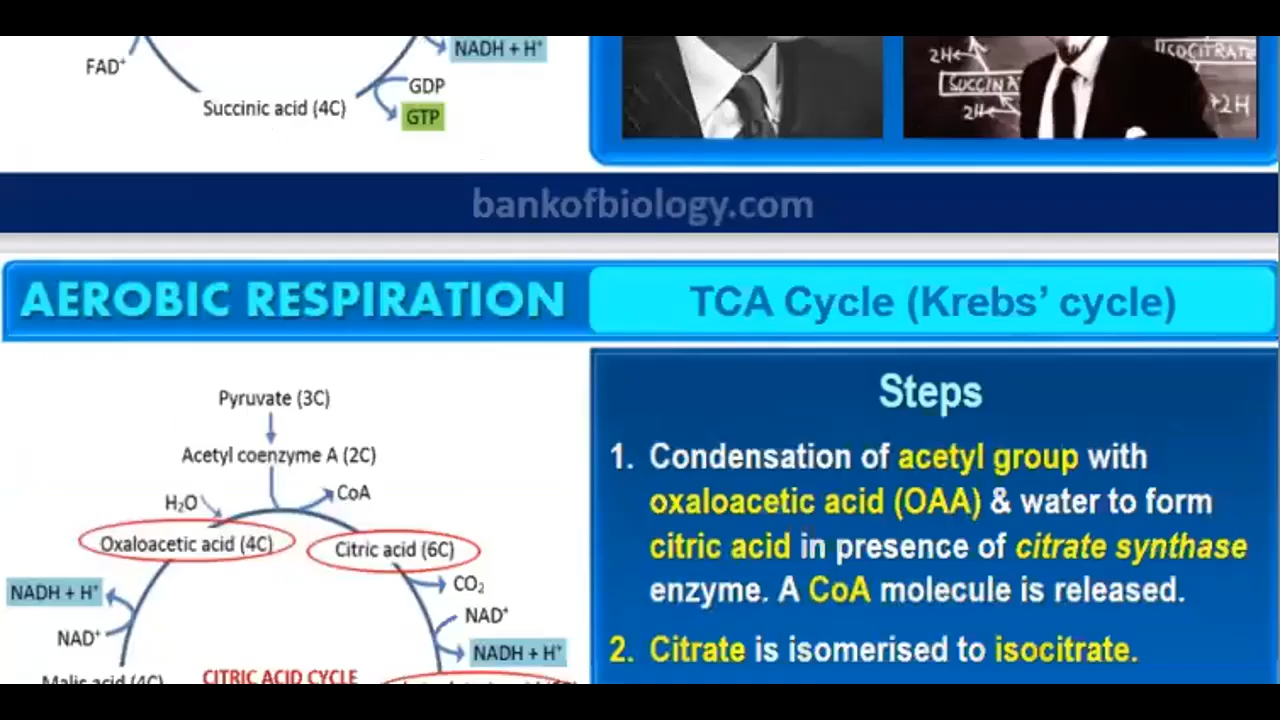 FAD⁺
NADH + H⁺
GDP
Succinic acid (4C)
GTP
2H
SUCCINA
2H
ISOCITRATE
+2H
bankofbiology.com
AEROBIC RESPIRATION
TCA Cycle (Krebs’ cycle)
Pyruvate (3C)
Acetyl coenzyme A (2C)
CoA
H₂O
Oxaloacetic acid (4C)
Citric acid (6C)
CO₂
NADH + H⁺
NAD⁺
NAD⁺
NADH + H⁺
Malic acid (4C)
CITRIC ACID CYCLE
Steps
1. Condensation of acetyl group with
oxaloacetic acid (OAA) & water to form
citric acid in presence of citrate synthase
enzyme. A CoA molecule is released.
2. Citrate is isomerised to isocitrate.